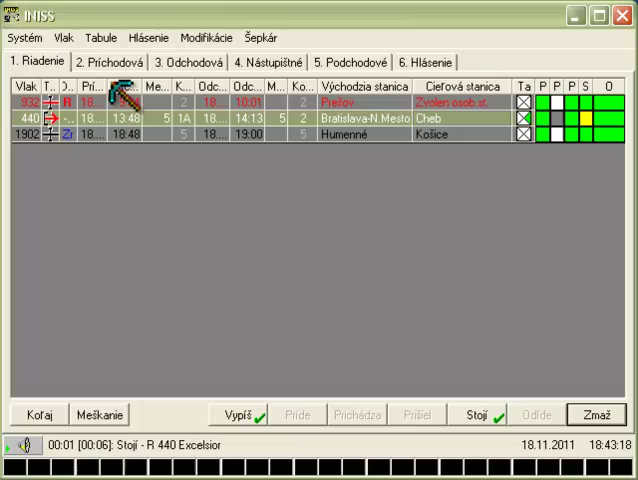 INISS
Systém Vlak Tabule Hlásenie Modifikácie Šepkár
1. Riadenie 2. Príchodová 3. Odchodová 4. Nástupištné 5. Podchodové 6. Hlásenie
Vlak T... D.. Prí... Me... K... Odc... Odc... M... Ko... Východzia stanica Cieľová stanica Ta P P P S O
932 R 18.... 2 18.... 10:01 2 Prešov Zvolen osob.st.
440 -.. 18.... 13:48 5 1A 18.... 14:13 5 2 Bratislava-N.Mesto Cheb
1902 Zr 18.... 18:48 5 18.... 19:00 5 Humenné Košice
Koľaj Meškanie Vypíš Príde Prichádza Prišiel Stojí Odíde Zmaž
00:01 [00:06]: Stojí - R 440 Excelsior 18.11.2011 18:43:18